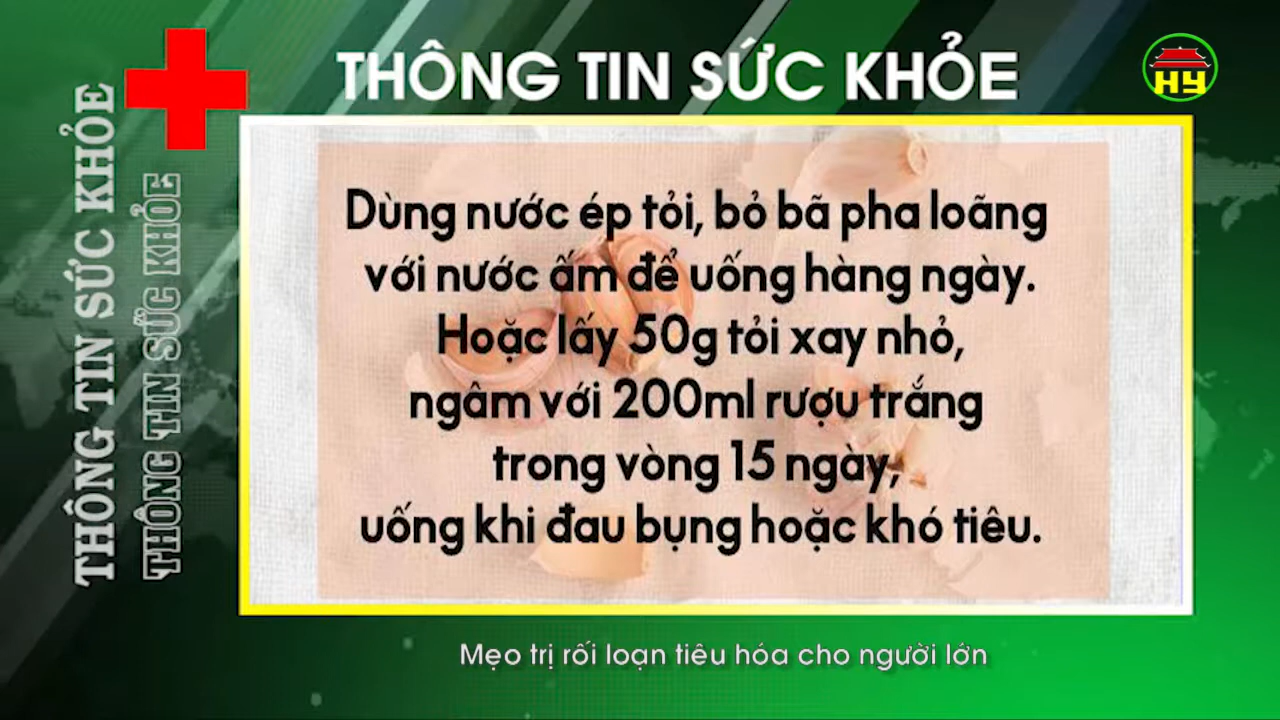 THÔNG TIN SỨC KHỎE
HY
THÔNG TIN SỨC KHỎE
THÔNG TIN SỨC KHỎE
Dùng nước ép tỏi, bỏ bã pha loãng
với nước ấm để uống hàng ngày.
Hoặc lấy 50g tỏi xay nhỏ,
ngâm với 200ml rượu trắng
trong vòng 15 ngày,
uống khi đau bụng hoặc khó tiêu.
Mẹo trị rối loạn tiêu hóa cho người lớn